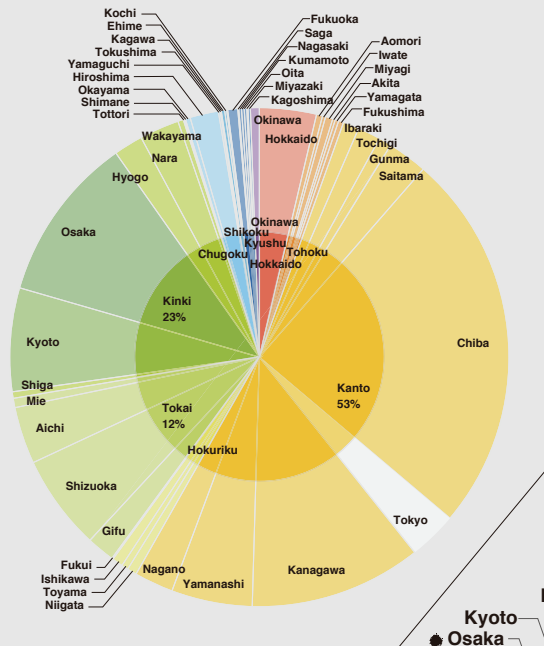 Kochi
Ehime
Kagawa
Tokushima
Yamaguchi
Hiroshima
Okayama
Shimane
Tottori
Fukuoka
Saga
Nagasaki
Kumamoto
Oita
Miyazaki
Kagoshima
Okinawa
Hokkaido
Aomori
Iwate
Miyagi
Akita
Yamagata
Fukushima
Ibaraki
Tochigi
Gunma
Saitama
Wakayama
Nara
Hyogo
Osaka
Kyoto
Shiga
Mie
Aichi
Shizuoka
Gifu
Okinawa
Shikoku
Kyushu
Chugoku
Hokkaido
Tohoku
Kinki
23%
Kanto
53%
Tokai
12%
Hokuriku
Chiba
Tokyo
Kanagawa
Yamanashi
Nagano
Fukui
Ishikawa
Toyama
Niigata
Kyoto
Osaka